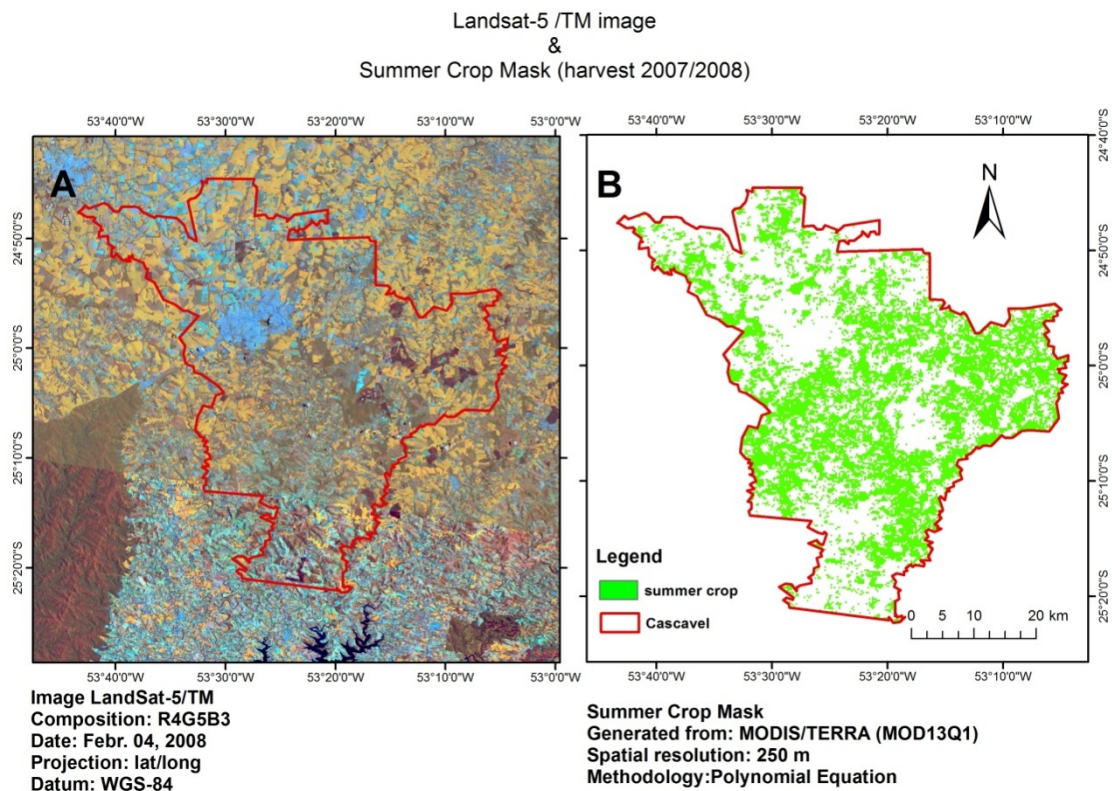 Landsat-5 /TM image
&
Summer Crop Mask (harvest 2007/2008)
53°40'0"W 53°30'0"W 53°20'0"W 53°10'0"W 53°0'0"W
53°40'0"W 53°30'0"W 53°20'0"W 53°10'0"W
A
B
N
24°50'0"S
25°0'0"S
25°10'0"S
25°20'0"S
24°40'0"S
24°50'0"S
25°0'0"S
25°10'0"S
25°20'0"S
Legend
summer crop
Cascavel
0 5 10 20 km
53°40'0"W 53°30'0"W 53°20'0"W 53°10'0"W 53°0'0"W
53°40'0"W 53°30'0"W 53°20'0"W 53°10'0"W
Image LandSat-5/TM
Composition: R4G5B3
Date: Febr. 04, 2008
Projection: lat/long
Datum: WGS-84
Summer Crop Mask
Generated from: MODIS/TERRA (MOD13Q1)
Spatial resolution: 250 m
Methodology:Polynomial Equation